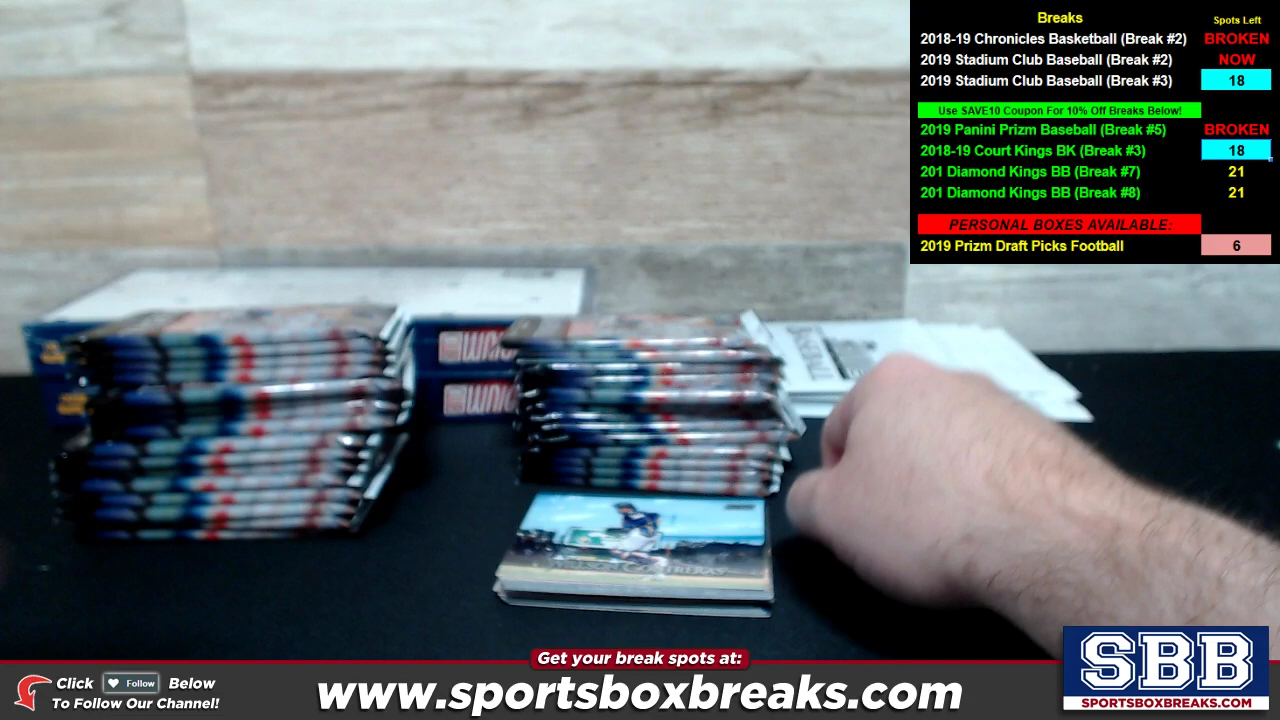 Breaks Spots Left
2018-19 Chronicles Basketball (Break #2) BROKEN
2019 Stadium Club Baseball (Break #2) NOW
2019 Stadium Club Baseball (Break #3) 18
Use SAVE10 Coupon For 10% Off Breaks Below!
2019 Panini Prizm Baseball (Break #5) BROKEN
2018-19 Court Kings BK (Break #3) 18
201 Diamond Kings BB (Break #7) 21
201 Diamond Kings BB (Break #8) 21
PERSONAL BOXES AVAILABLE:
2019 Prizm Draft Picks Football 6
CONTRERAS
Get your break spots at:
Click Follow Below
To Follow Our Channel!
www.sportsboxbreaks.com
SBB
SPORTSBOXBREAKS.COM